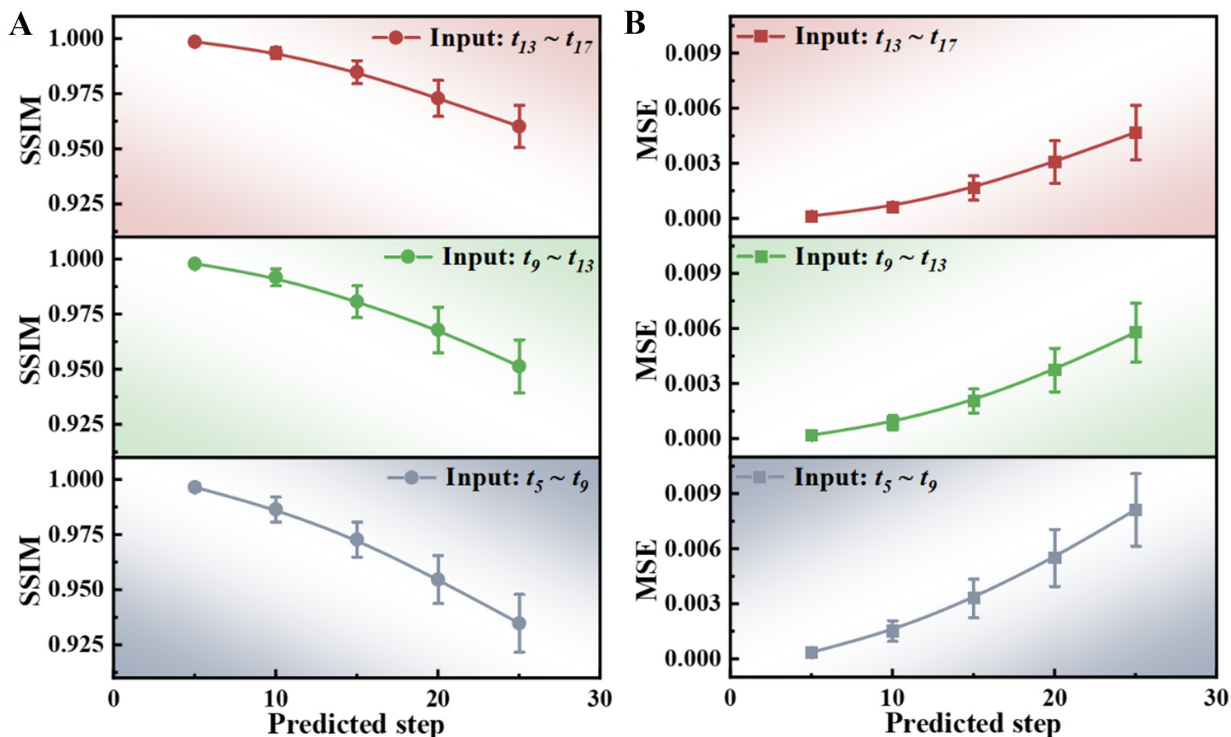 A
SSIM
1.000
0.975
0.950
0.925
Input: t13 ~ t17
SSIM
1.000
0.975
0.950
0.925
Input: t9 ~ t13
SSIM
1.000
0.975
0.950
0.925
Input: t5 ~ t9
0 10 20 30
Predicted step
B
MSE
0.009
0.006
0.003
0.000
Input: t13 ~ t17
MSE
0.009
0.006
0.003
0.000
Input: t9 ~ t13
MSE
0.009
0.006
0.003
0.000
Input: t5 ~ t9
0 10 20 30
Predicted step